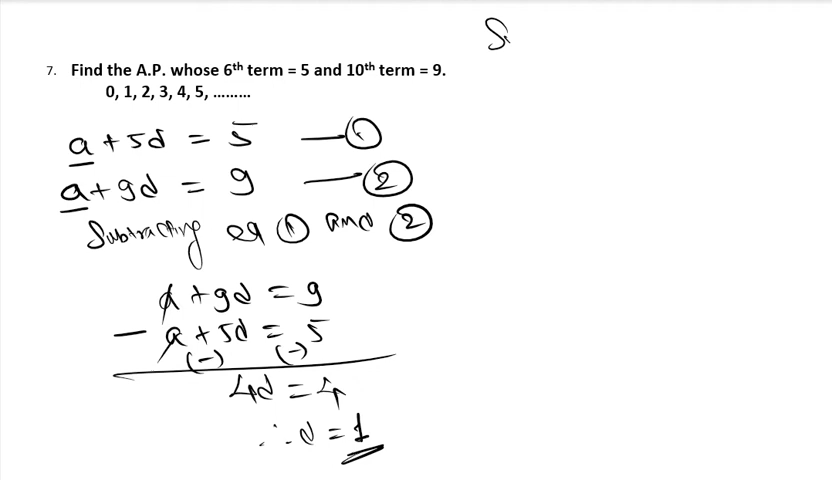 S
7. Find the A.P. whose 6th term = 5 and 10th term = 9.
0, 1, 2, 3, 4, 5, .........
a + 5d = 5 — ①
a + 9d = 9 — ②
Subtracting eq ① and ②
a + 9d = 9
— a + 5d = 5
(-) (-)
4d = 4
∴ d = 1